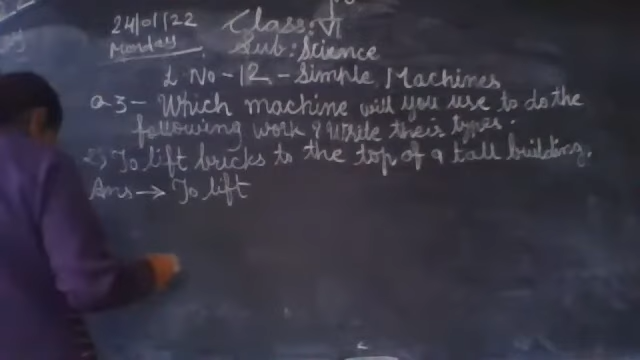 24/01/22
Monday
Class: VI
Sub: Science
L No-12-Simple Machines
Q.3- Which machine will you use to do the
following work & write their types.
To lift bricks to the top of a tall building.
Ans → To lift